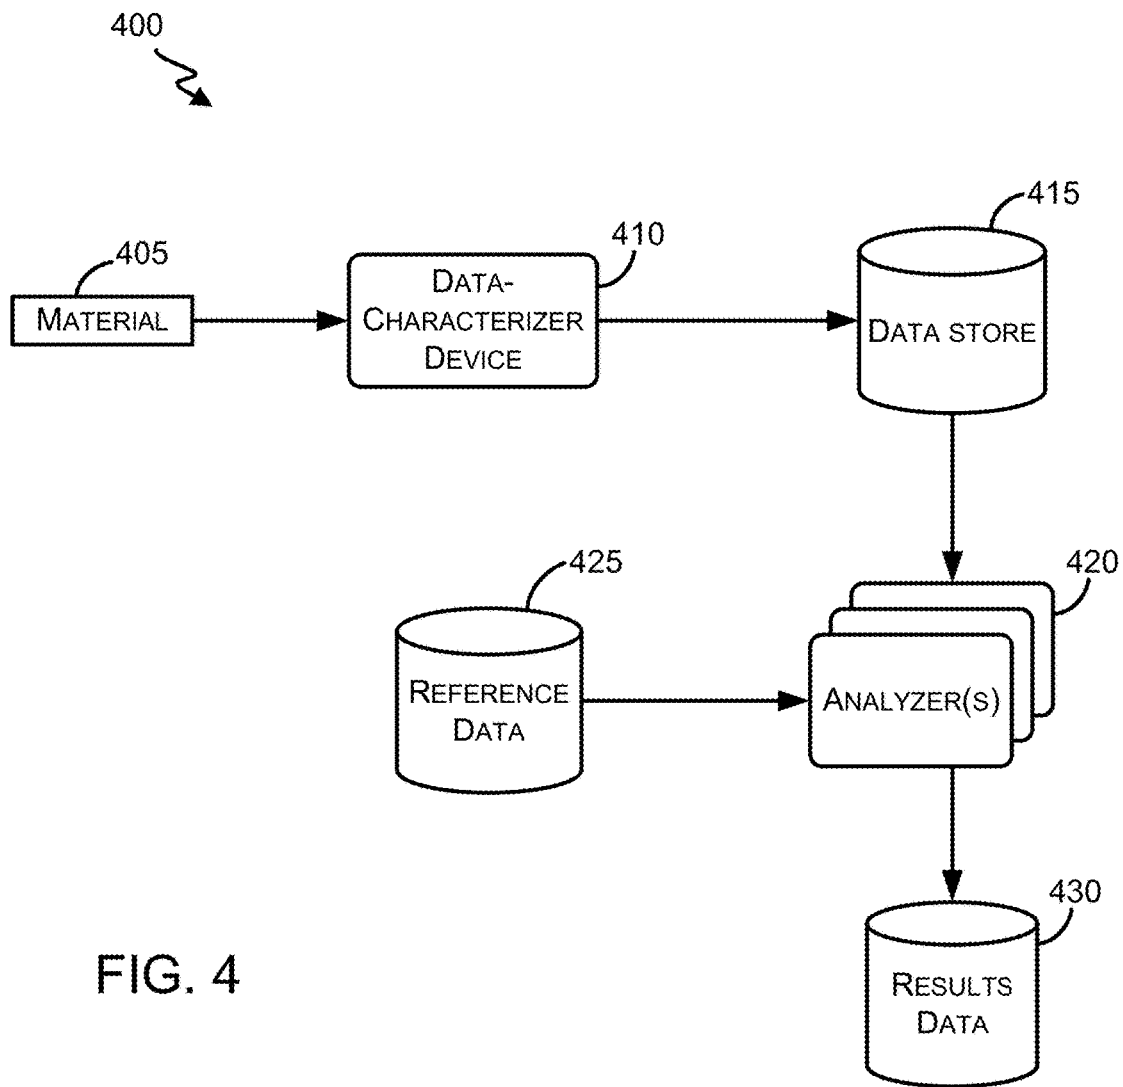 400
405
MATERIAL
410
DATA-
CHARACTERIZER
DEVICE
415
DATA STORE
425
REFERENCE
DATA
420
ANALYZER(S)
430
RESULTS
DATA
FIG. 4